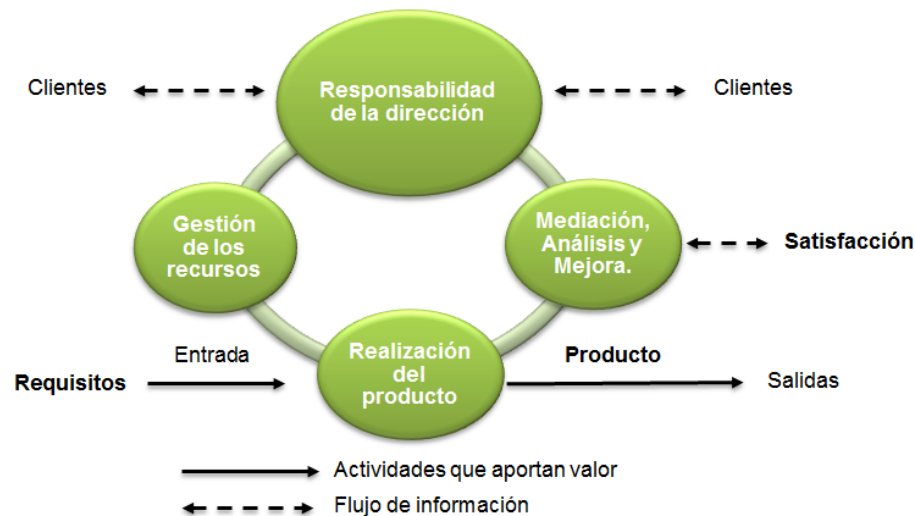 Responsabilidad
de la dirección
Clientes
Clientes
Gestión
de los
recursos
Mediación,
Análisis y
Mejora.
Satisfacción
Entrada
Requisitos
Realización
del
producto
Producto
Salidas
Actividades que aportan valor
Flujo de información